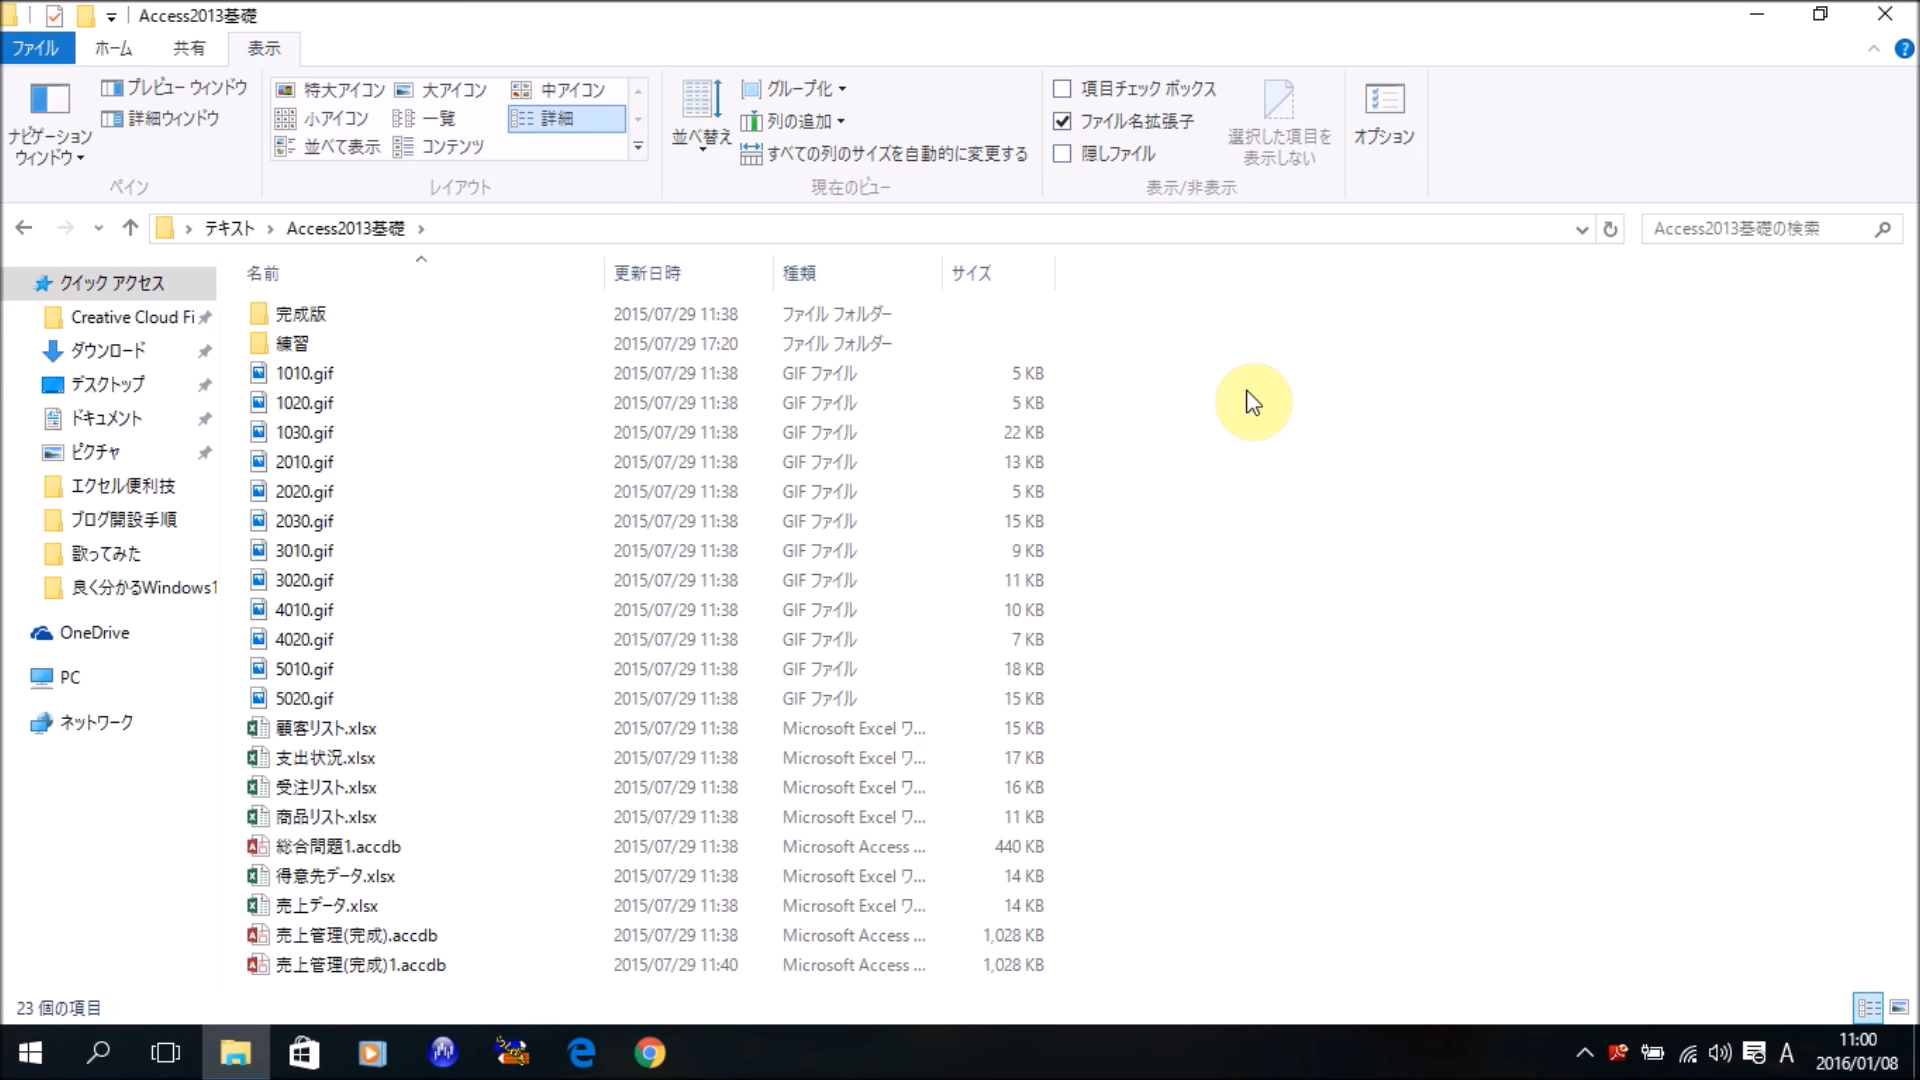 Access2013基礎
ファイル ホーム 共有 表示
ナビゲーション ウィンドウ
プレビュー ウィンドウ
詳細ウィンドウ
ペイン
特大アイコン 大アイコン 中アイコン
小アイコン 一覧 詳細
並べて表示 コンテンツ
レイアウト
並べ替え
グループ化
列の追加
すべての列のサイズを自動的に変更する
現在のビュー
項目チェック ボックス
ファイル名拡張子
隠しファイル
選択した項目を
表示しない
表示/非表示
オプション
テキスト Access2013基礎
Access2013基礎の検索
クイック アクセス
Creative Cloud Fi
ダウンロード
デスクトップ
ドキュメント
ピクチャ
エクセル便利技
ブログ開設手順
歌ってみた
良く分かるWindows1
OneDrive
PC
ネットワーク
名前 更新日時 種類 サイズ
完成版 2015/07/29 11:38 ファイル フォルダー
練習 2015/07/29 17:20 ファイル フォルダー
1010.gif 2015/07/29 11:38 GIF ファイル 5 KB
1020.gif 2015/07/29 11:38 GIF ファイル 5 KB
1030.gif 2015/07/29 11:38 GIF ファイル 22 KB
2010.gif 2015/07/29 11:38 GIF ファイル 13 KB
2020.gif 2015/07/29 11:38 GIF ファイル 5 KB
2030.gif 2015/07/29 11:38 GIF ファイル 15 KB
3010.gif 2015/07/29 11:38 GIF ファイル 9 KB
3020.gif 2015/07/29 11:38 GIF ファイル 11 KB
4010.gif 2015/07/29 11:38 GIF ファイル 10 KB
4020.gif 2015/07/29 11:38 GIF ファイル 7 KB
5010.gif 2015/07/29 11:38 GIF ファイル 18 KB
5020.gif 2015/07/29 11:38 GIF ファイル 15 KB
顧客リスト.xlsx 2015/07/29 11:38 Microsoft Excel ワ... 15 KB
支出状況.xlsx 2015/07/29 11:38 Microsoft Excel ワ... 17 KB
受注リスト.xlsx 2015/07/29 11:38 Microsoft Excel ワ... 16 KB
商品リスト.xlsx 2015/07/29 11:38 Microsoft Excel ワ... 11 KB
総合問題1.accdb 2015/07/29 11:38 Microsoft Access ... 440 KB
得意先データ.xlsx 2015/07/29 11:38 Microsoft Excel ワ... 14 KB
売上データ.xlsx 2015/07/29 11:38 Microsoft Excel ワ... 14 KB
売上管理(完成).accdb 2015/07/29 11:38 Microsoft Access ... 1,028 KB
売上管理(完成)1.accdb 2015/07/29 11:40 Microsoft Access ... 1,028 KB
23 個の項目
A
11:00
2016/01/08